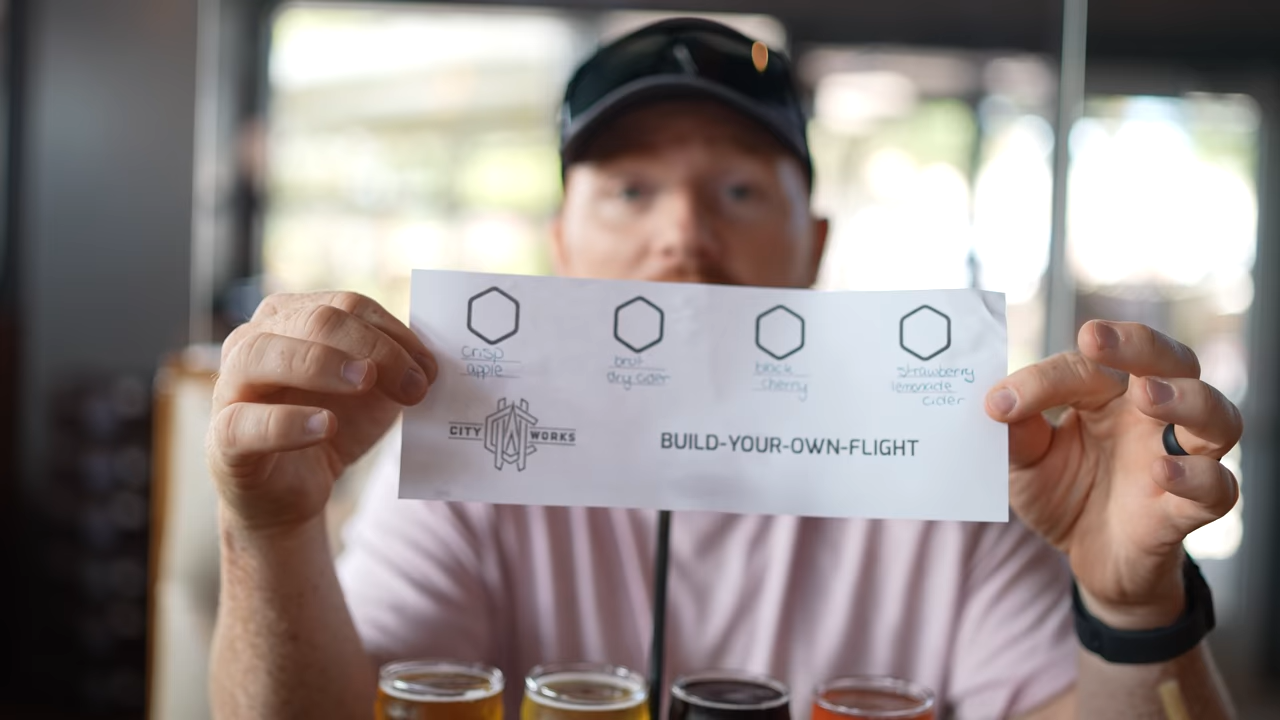 crisp
apple
brut
dry cider
black
cherry
strawberry
lemonade
cider
CITY WORKS
BUILD-YOUR-OWN-FLIGHT